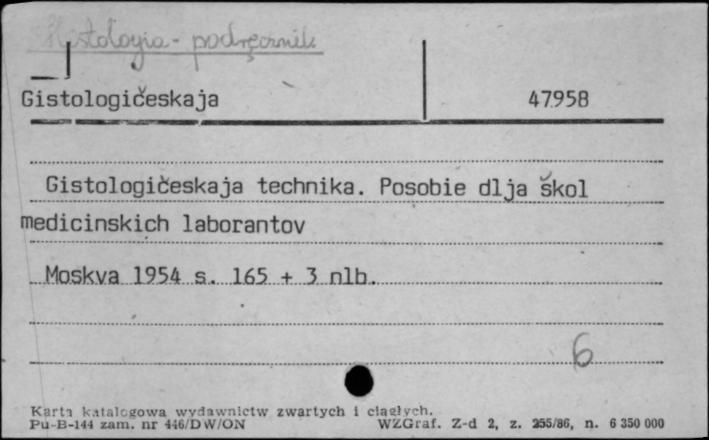 Histologia - podręcznik
Gistologičeskaja 47958
Gistologičeskaja technika. Posobie dlja škol
medicinskich laborantov
Moskva 1954 s. 165 + 3 nlb.
6
Karta katalogowa wydawnictw zwartych i ciągłych.
Pu-B-144 zam. nr 446/DW/ON WZGraf. Z-d 2, z. 255/86, n. 6 350 000